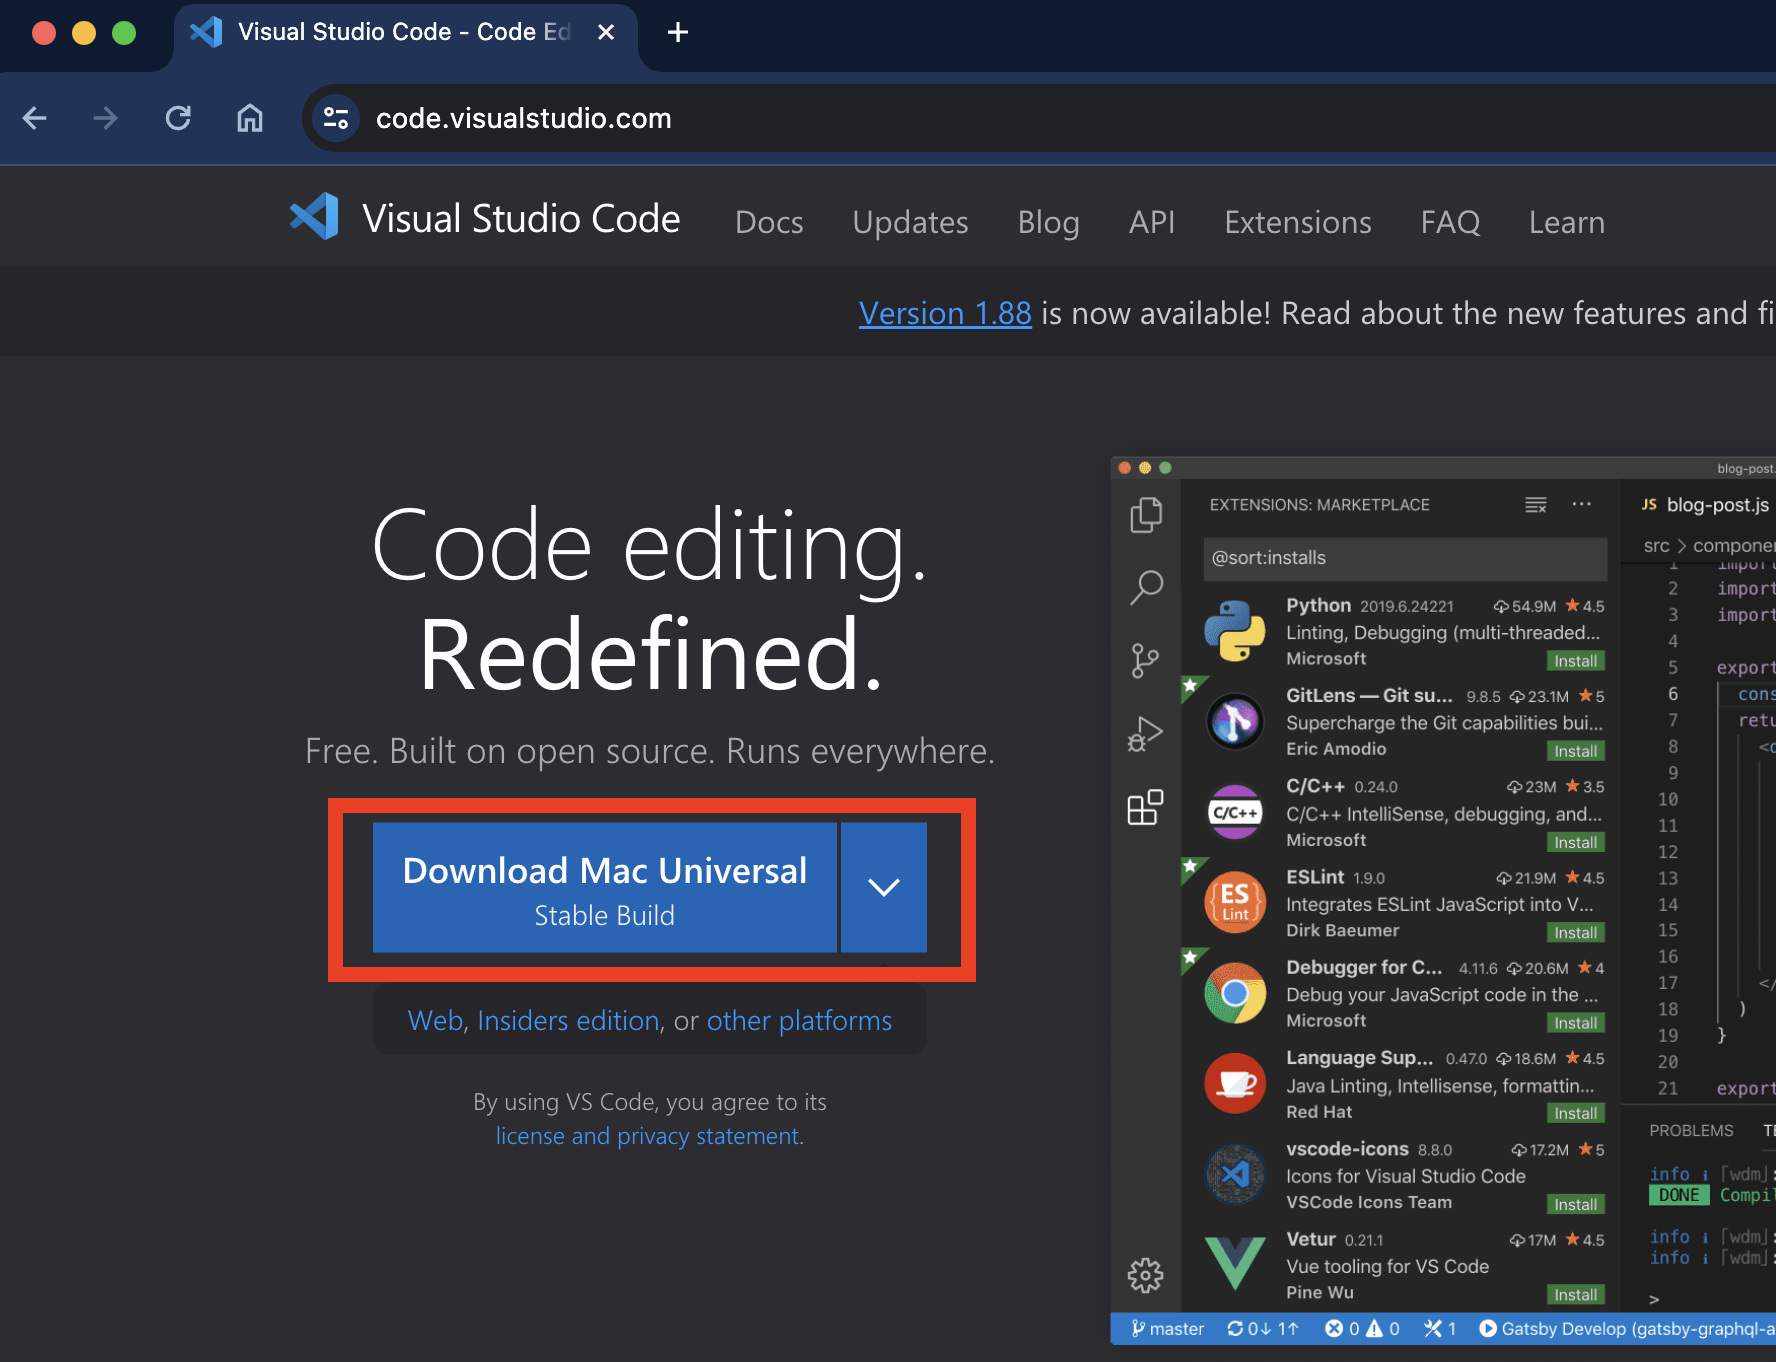 Visual Studio Code - Code Ed
code.visualstudio.com
Visual Studio Code Docs Updates Blog API Extensions FAQ Learn
Version 1.88 is now available! Read about the new features and fi
Code editing.
Redefined.
Free. Built on open source. Runs everywhere.
Download Mac Universal
Stable Build
Web, Insiders edition, or other platforms
By using VS Code, you agree to its
license and privacy statement.
blog-post.
EXTENSIONS: MARKETPLACE
@sort:installs
Python 2019.6.24221 54.9M 4.5
Linting, Debugging (multi-threaded...
Microsoft Install
GitLens — Git su... 9.8.5 23.1M 5
Supercharge the Git capabilities bui...
Eric Amodio Install
C/C++
C/C++ 0.24.0 23M 3.5
C/C++ IntelliSense, debugging, and...
Microsoft Install
ES
Lint
ESLint 1.9.0 21.9M 4.5
Integrates ESLint JavaScript into V...
Dirk Baeumer Install
Debugger for C... 4.11.6 20.6M 4
Debug your JavaScript code in the ...
Microsoft Install
Language Sup... 0.47.0 18.6M 4.5
Java Linting, Intellisense, formattin...
Red Hat Install
vscode-icons 8.8.0 17.2M 5
Icons for Visual Studio Code
VSCode Icons Team Install
Vetur 0.21.1 17M 4.5
Vue tooling for VS Code
Pine Wu Install
JS blog-post.js
src > componen
1 import
2 import
3 import
4
5 export
6 cons
7 retu
8 <d
9
10
11
12
13
14
15
16
17 </
18 )
19 }
20
21 export
PROBLEMS TE
info i ｢wdm｣:
DONE Compil
info i ｢wdm｣:
info i ｢wdm｣:
>
master 0↓ 1↑ 0 0 1 Gatsby Develop (gatsby-graphql-a